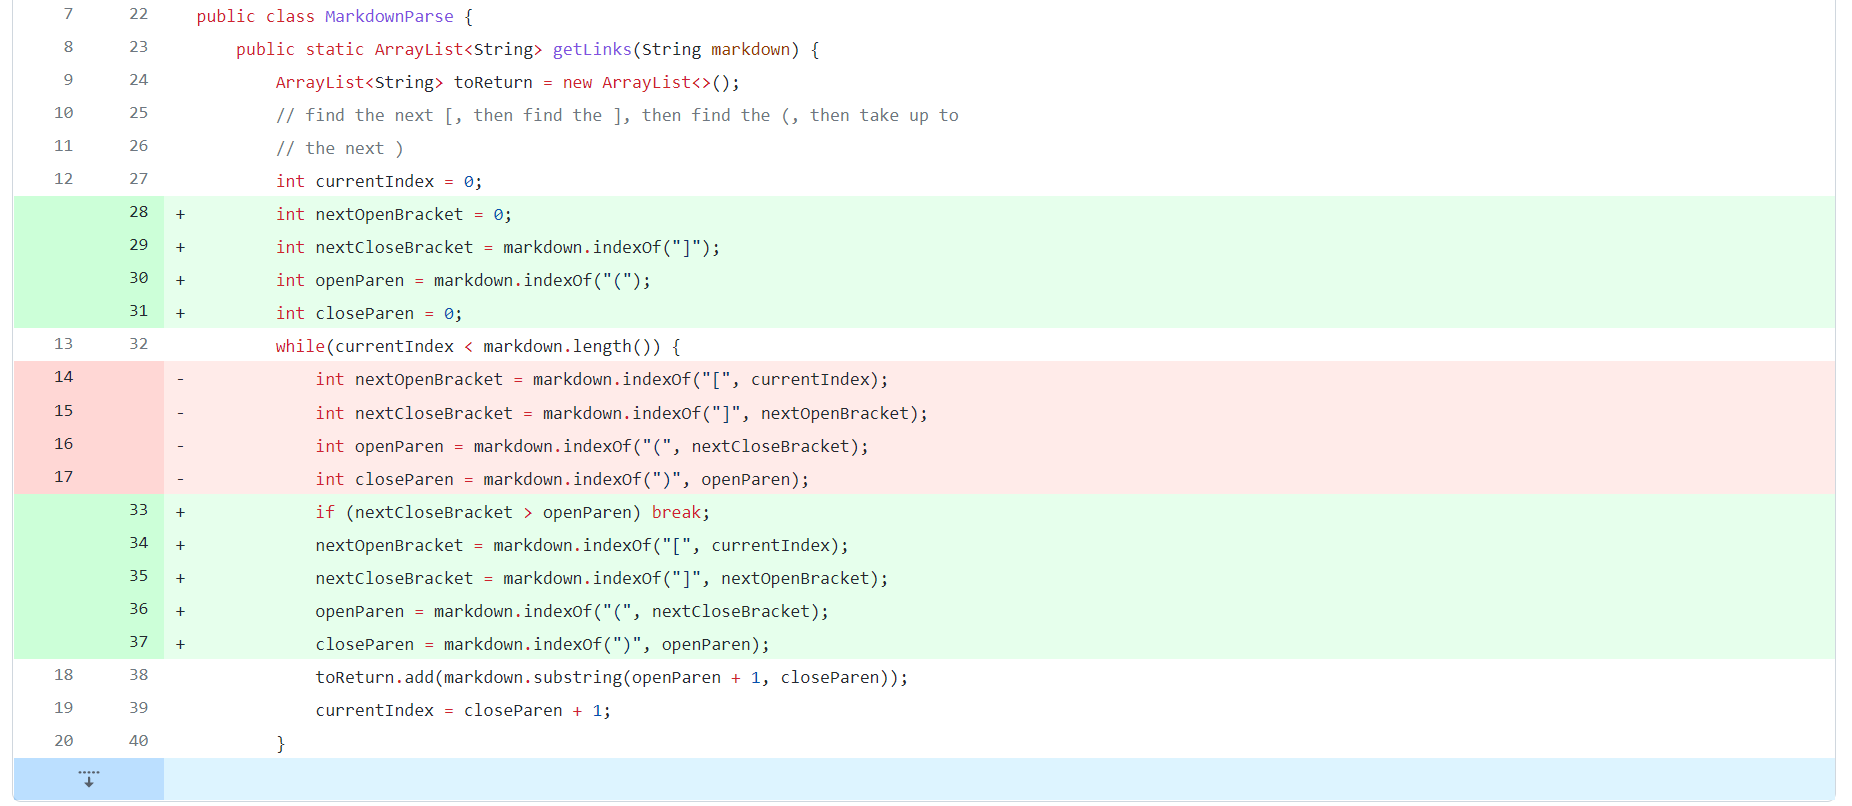 7 22 public class MarkdownParse {
8 23 public static ArrayList<String> getLinks(String markdown) {
9 24 ArrayList<String> toReturn = new ArrayList<>();
10 25 // find the next [, then find the ], then find the (, then take up to
11 26 // the next )
12 27 int currentIndex = 0;
28 + int nextOpenBracket = 0;
29 + int nextCloseBracket = markdown.indexOf("]");
30 + int openParen = markdown.indexOf("(");
31 + int closeParen = 0;
13 32 while(currentIndex < markdown.length()) {
14 - int nextOpenBracket = markdown.indexOf("[", currentIndex);
15 - int nextCloseBracket = markdown.indexOf("]", nextOpenBracket);
16 - int openParen = markdown.indexOf("(", nextCloseBracket);
17 - int closeParen = markdown.indexOf(")", openParen);
33 + if (nextCloseBracket > openParen) break;
34 + nextOpenBracket = markdown.indexOf("[", currentIndex);
35 + nextCloseBracket = markdown.indexOf("]", nextOpenBracket);
36 + openParen = markdown.indexOf("(", nextCloseBracket);
37 + closeParen = markdown.indexOf(")", openParen);
18 38 toReturn.add(markdown.substring(openParen + 1, closeParen));
19 39 currentIndex = closeParen + 1;
20 40 }